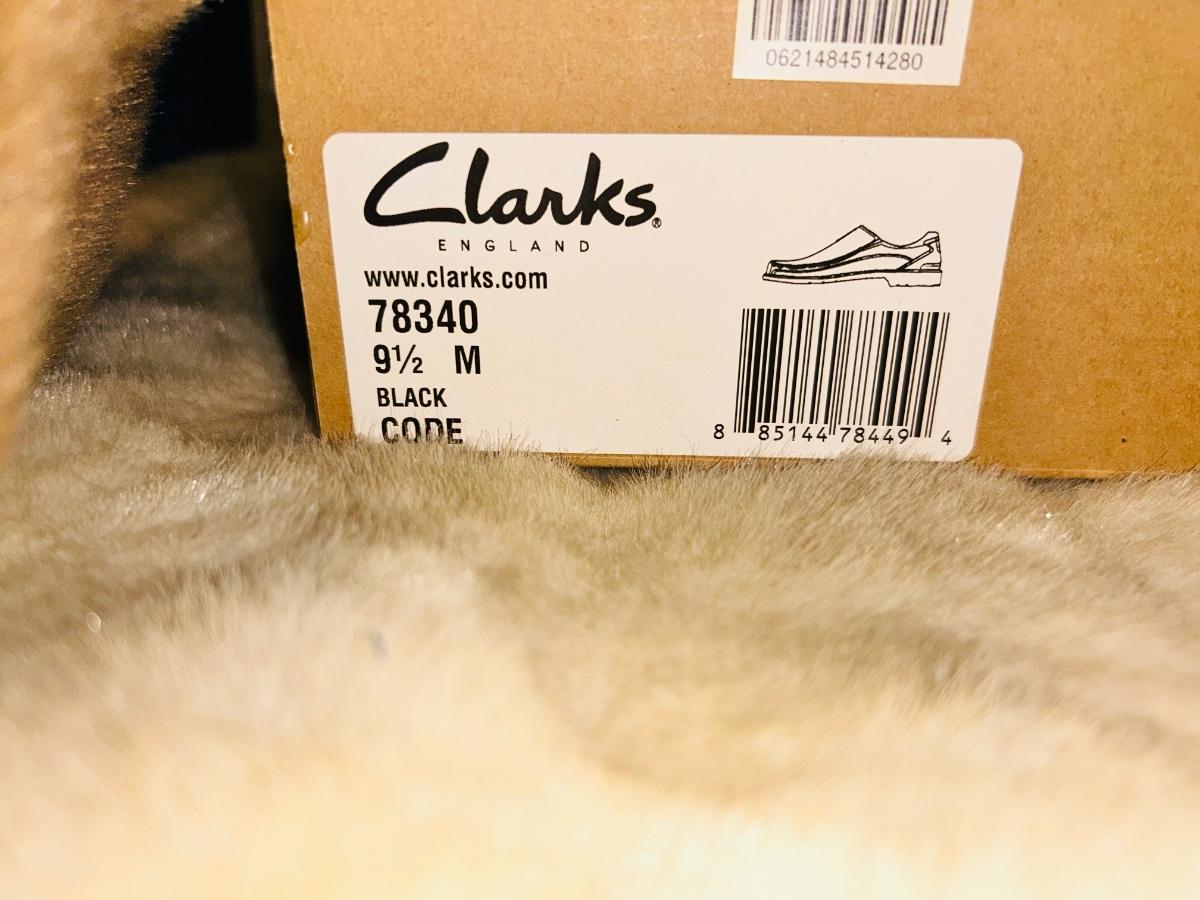 0621484514280
Clarks®
ENGLAND
www.clarks.com
78340
9½ M
BLACK
CODE
8 85144 78449 4